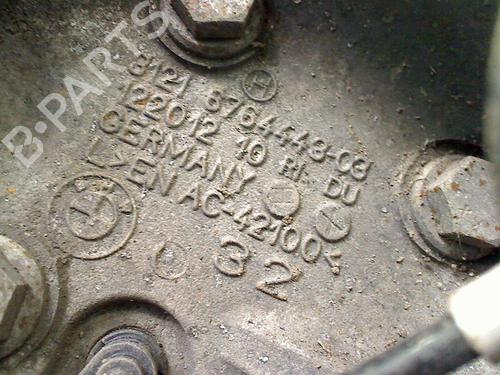 B-PARTS
3121 6764443-03
122012 10 RI DU
GERMANY
>EN AC-42100<
32